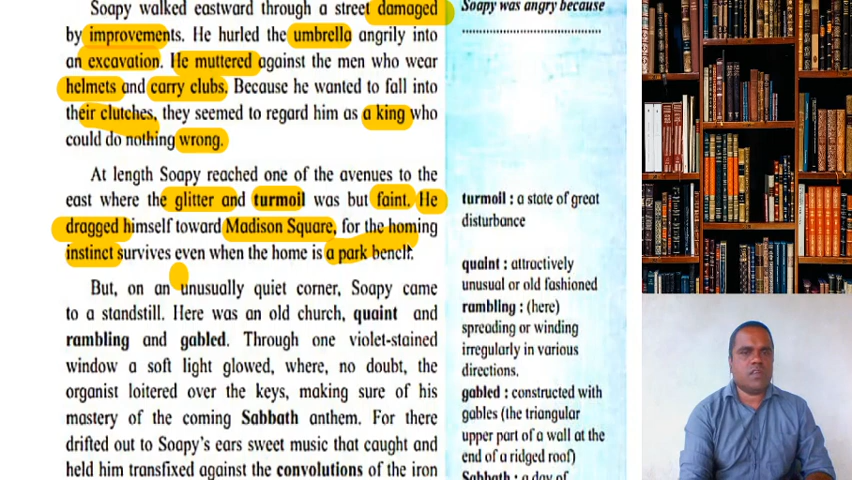 Soapy walked eastward through a street damaged
by improvements. He hurled the umbrella angrily into
an excavation. He muttered against the men who wear
helmets and carry clubs. Because he wanted to fall into
their clutches, they seemed to regard him as a king who
could do nothing wrong.
At length Soapy reached one of the avenues to the
east where the glitter and turmoil was but faint. He
dragged himself toward Madison Square, for the homing
instinct survives even when the home is a park bench.
But, on an unusually quiet corner, Soapy came
to a standstill. Here was an old church, quaint and
rambling and gabled. Through one violet-stained
window a soft light glowed, where, no doubt, the
organist loitered over the keys, making sure of his
mastery of the coming Sabbath anthem. For there
drifted out to Soapy's ears sweet music that caught and
held him transfixed against the convolutions of the iron
Soapy was angry because
..........................................
turmoil : a state of great
disturbance
quaint : attractively
unusual or old fashioned
rambling : (here)
spreading or winding
irregularly in various
directions.
gabled : constructed with
gables (the triangular
upper part of a wall at the
end of a ridged roof)
Sabbath : a day of